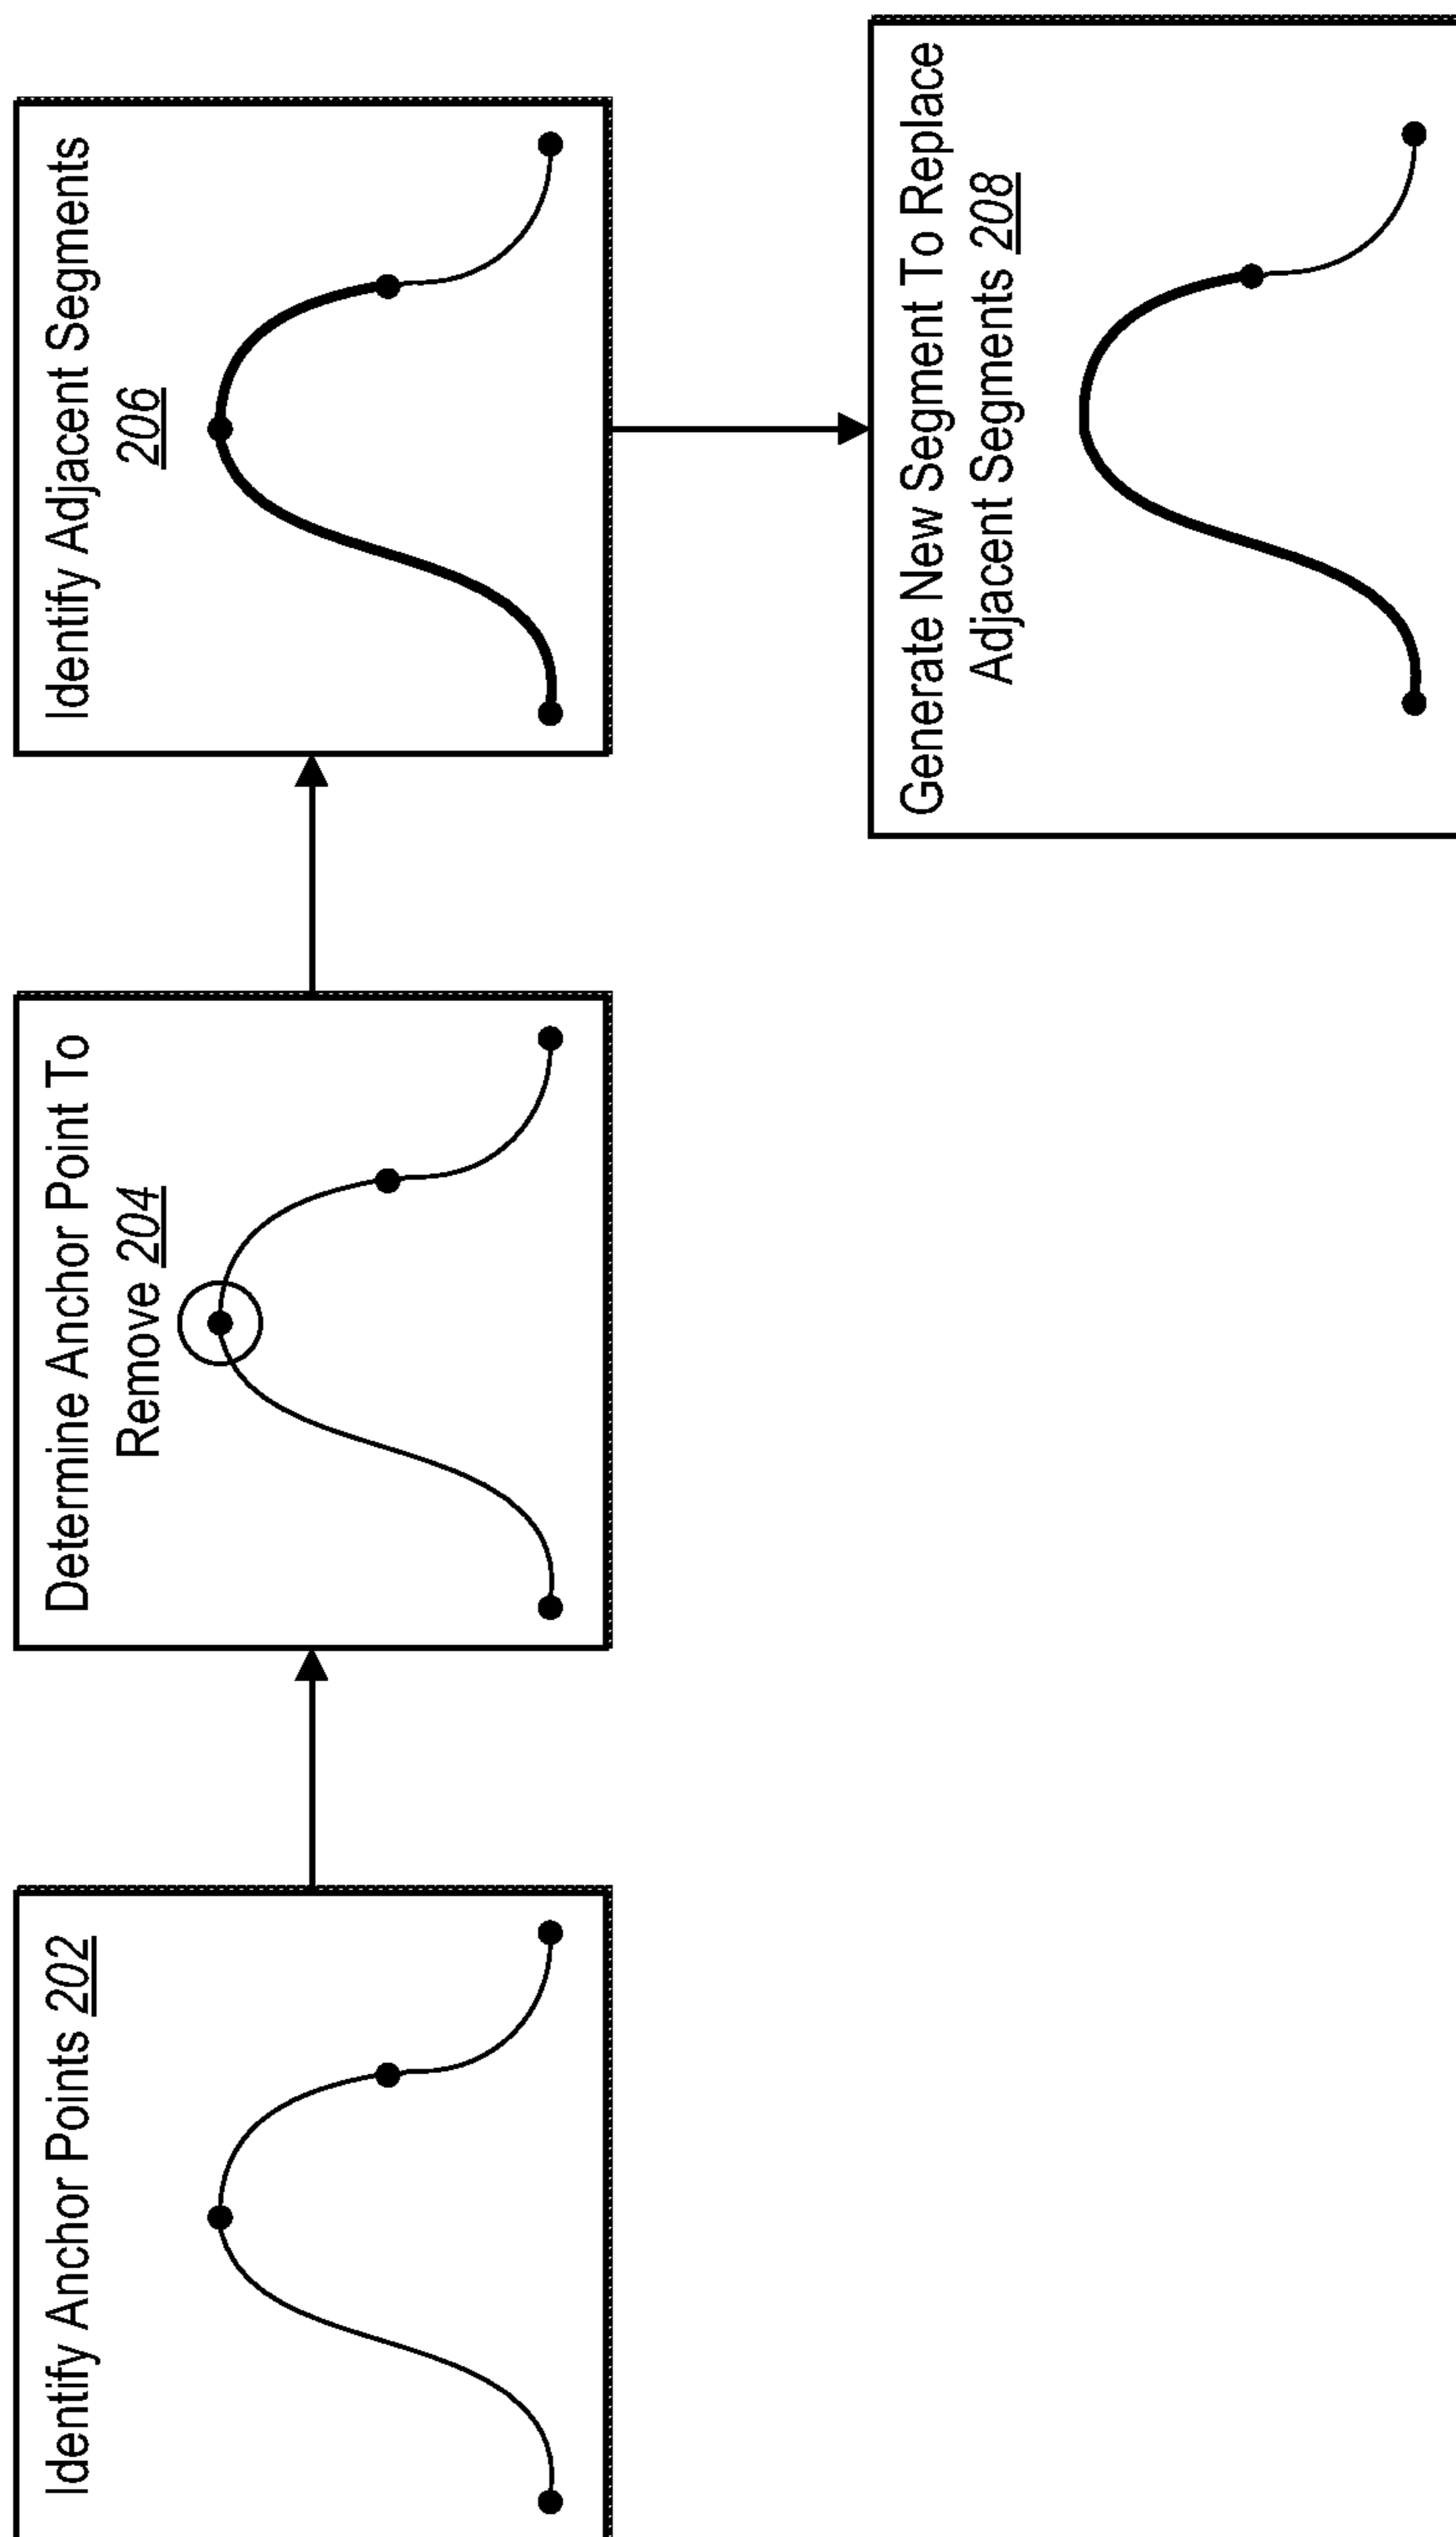 Identify Anchor Points 202
Determine Anchor Point To
Remove 204
Identify Adjacent Segments
206
Generate New Segment To Replace
Adjacent Segments 208